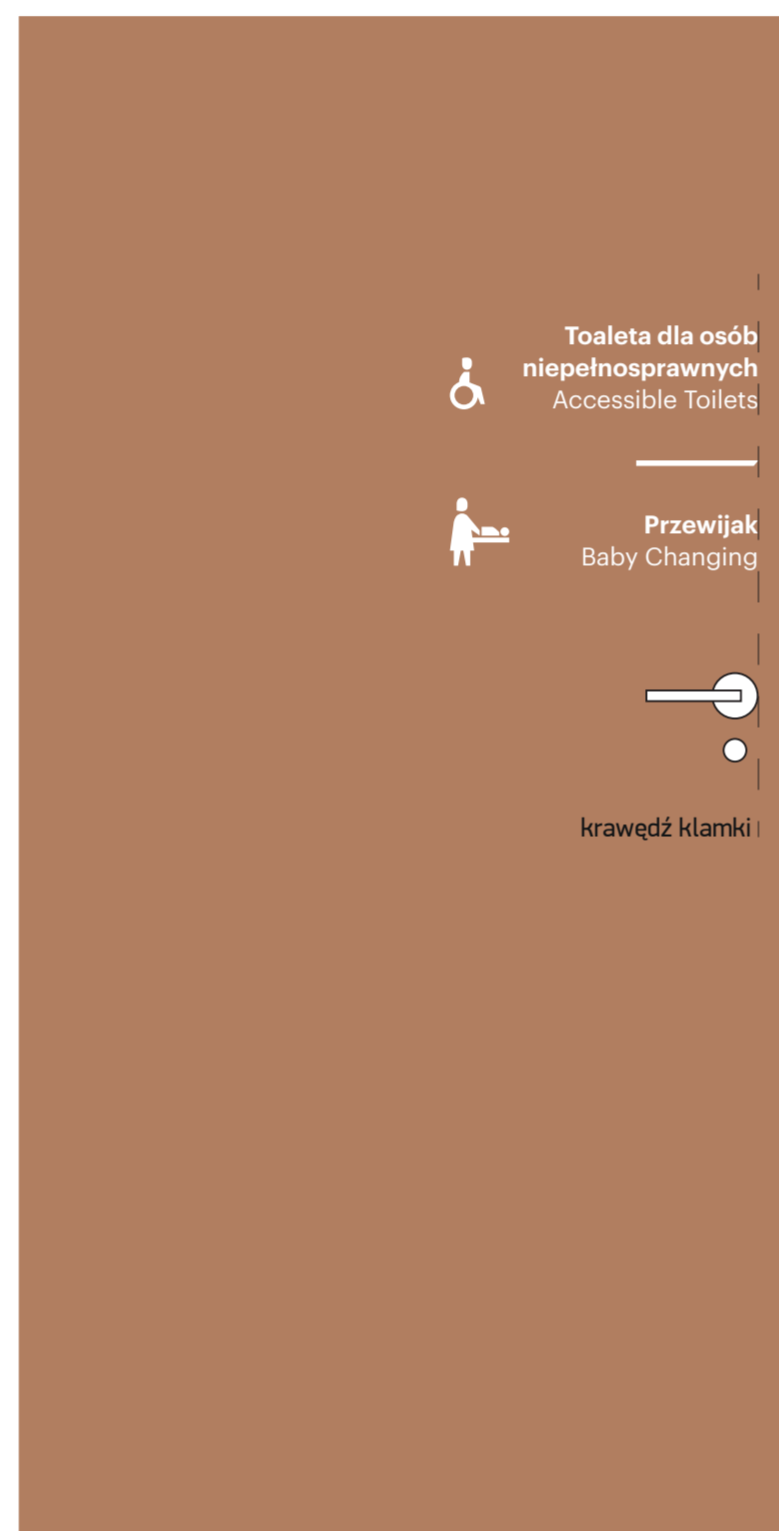 Toaleta dla osób
niepełnosprawnych
Accessible Toilets
Przewijak
Baby Changing
krawędź klamki